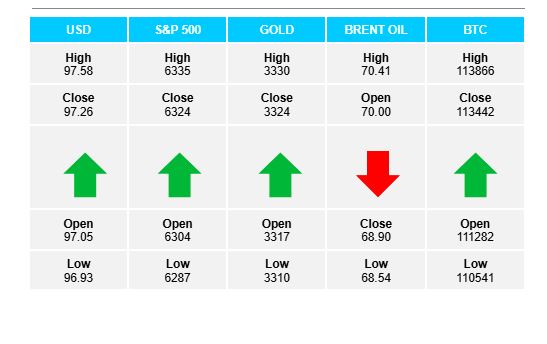 USD S&P 500 GOLD BRENT OIL BTC
High High High High High
97.58 6335 3330 70.41 113866
Close Close Close Open Close
97.26 6324 3324 70.00 113442
Open Open Open Close Open
97.05 6304 3317 68.90 111282
Low Low Low Low Low
96.93 6287 3310 68.54 110541